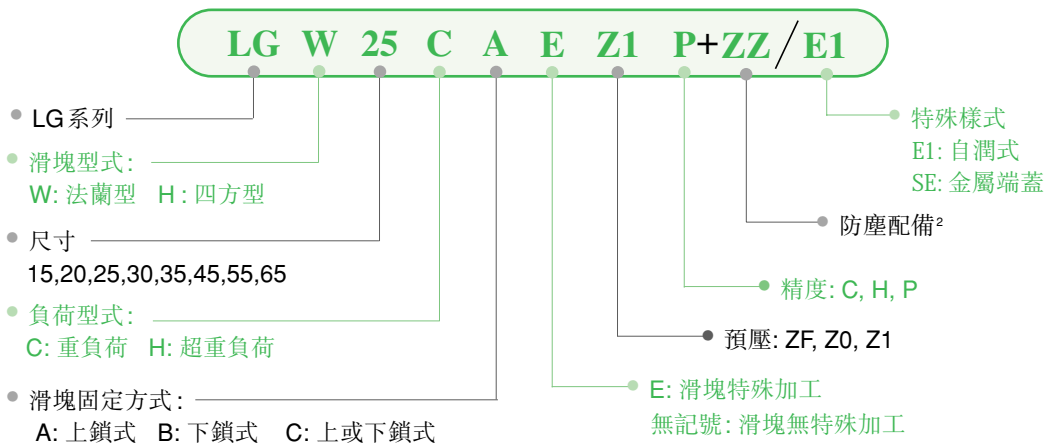 LG W 25 C A E Z1 P+ZZ/E1
LG系列
滑塊型式:
W: 法蘭型 H: 四方型
尺寸
15,20,25,30,35,45,55,65
負荷型式:
C: 重負荷 H: 超重負荷
滑塊固定方式:
A: 上鎖式 B: 下鎖式 C: 上或下鎖式
特殊樣式
E1: 自潤式
SE: 金屬端蓋
防塵配備²
精度: C, H, P
預壓: ZF, Z0, Z1
E: 滑塊特殊加工
無記號: 滑塊無特殊加工